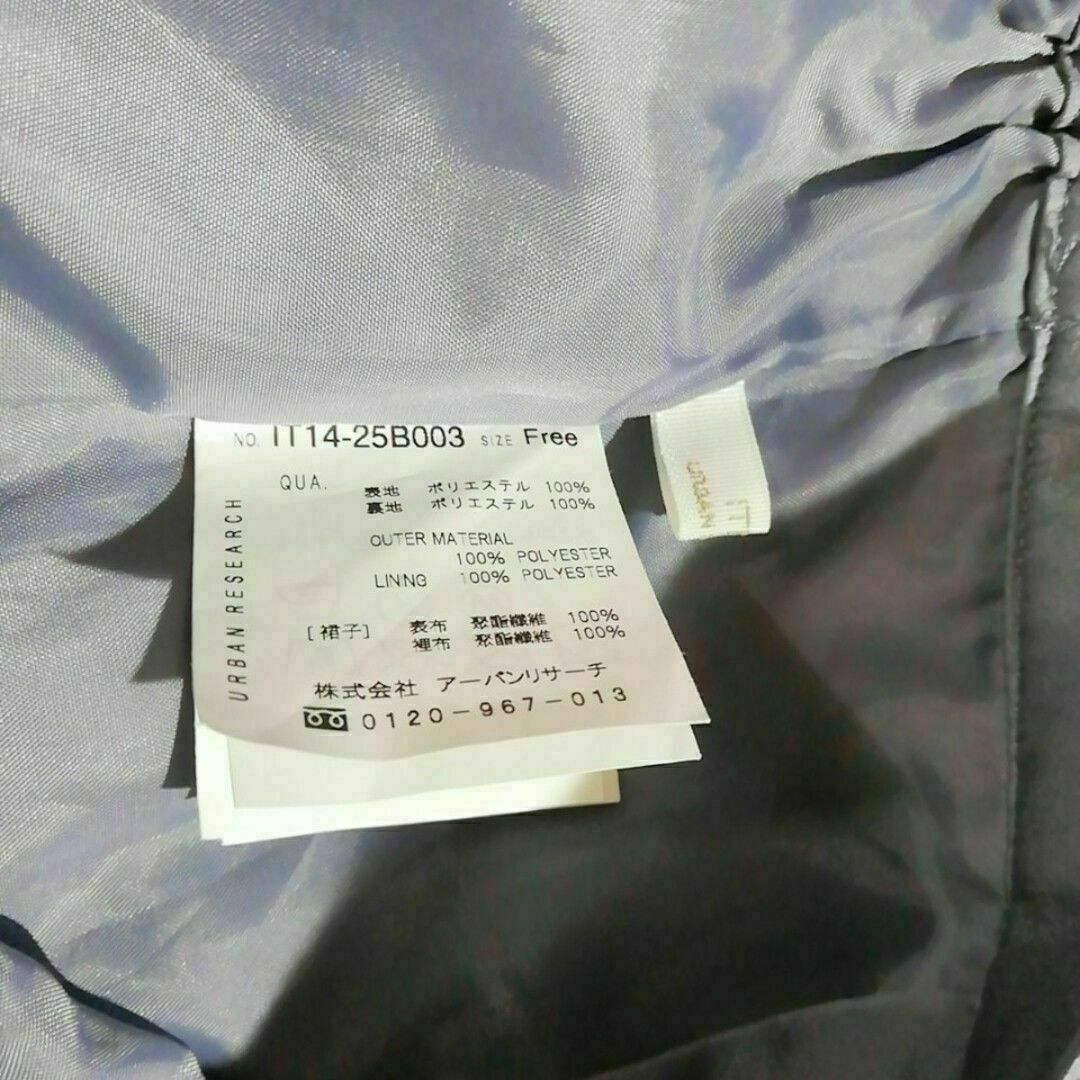 NO. IT14-25B003 SIZE Free
QUA.
表地 ポリエステル 100%
裏地 ポリエステル 100%
OUTER MATERIAL
100% POLYESTER
LINING 100% POLYESTER
[裙子] 表布 聚酯纖維 100%
裡布 聚酯纖維 100%
株式会社 アーバンリサーチ
0120-967-013
URBAN RESEARCH
iT
URBAN